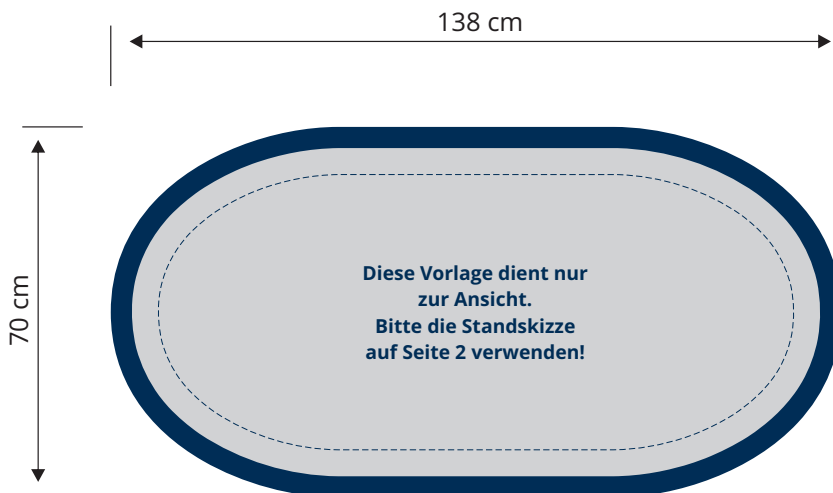 138 cm
70 cm
Diese Vorlage dient nur
zur Ansicht.
Bitte die Standskizze
auf Seite 2 verwenden!